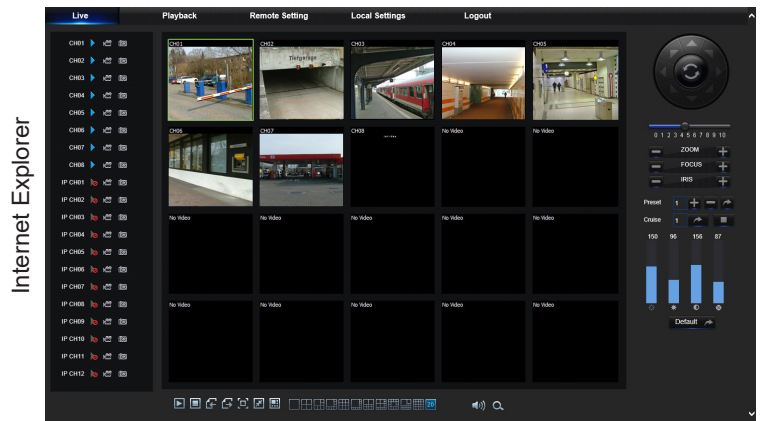 Internet Explorer
Live Playback Remote Setting Local Settings Logout
CH01
CH02
CH03
CH04
CH05
CH06
CH07
CH08
IP CH01
IP CH02
IP CH03
IP CH04
IP CH05
IP CH06
IP CH07
IP CH08
IP CH09
IP CH10
IP CH11
IP CH12
CH01 CH02 CH03 CH04 CH05
Tiefgarage
CH06 CH07 CH08 No Video No Video
No Video No Video No Video No Video No Video
No Video No Video No Video No Video No Video
20
0 1 2 3 4 5 6 7 8 9 10
ZOOM
FOCUS
IRIS
Preset 1
Cruise 1
150 96 156 87
Default